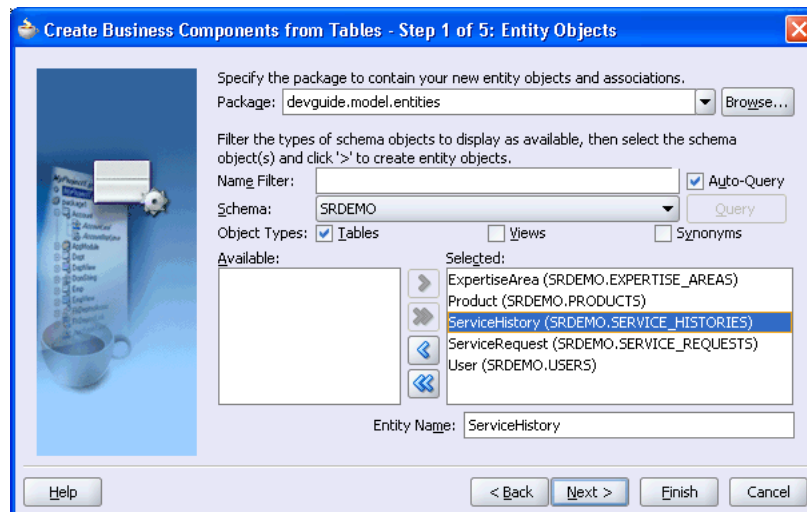 Create Business Components from Tables - Step 1 of 5: Entity Objects
Specify the package to contain your new entity objects and associations.
Package: devguide.model.entities Browse...
Filter the types of schema objects to display as available, then select the schema
object(s) and click '>' to create entity objects.
Name Filter: Auto-Query
Schema: SRDEMO Query
Object Types: Tables Views Synonyms
Available: Selected:
ExpertiseArea (SRDEMO.EXPERTISE_AREAS)
Product (SRDEMO.PRODUCTS)
ServiceHistory (SRDEMO.SERVICE_HISTORIES)
ServiceRequest (SRDEMO.SERVICE_REQUESTS)
User (SRDEMO.USERS)
Entity Name: ServiceHistory
Help < Back Next > Finish Cancel